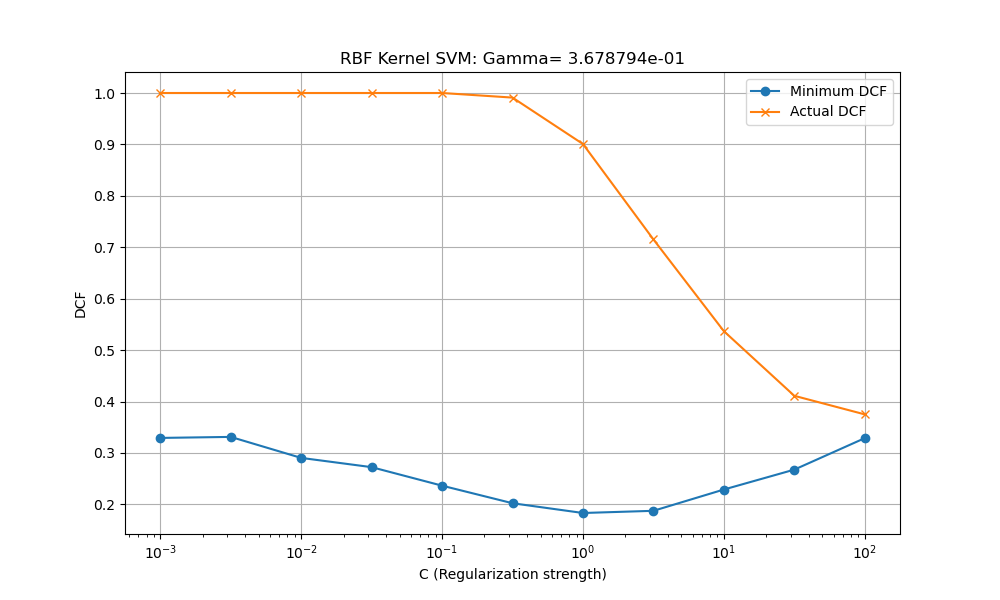 RBF Kernel SVM: Gamma= 3.678794e-01
Minimum DCF
Actual DCF
DCF
1.0
0.9
0.8
0.7
0.6
0.5
0.4
0.3
0.2
10⁻³ 10⁻² 10⁻¹ 10⁰ 10¹ 10²
C (Regularization strength)